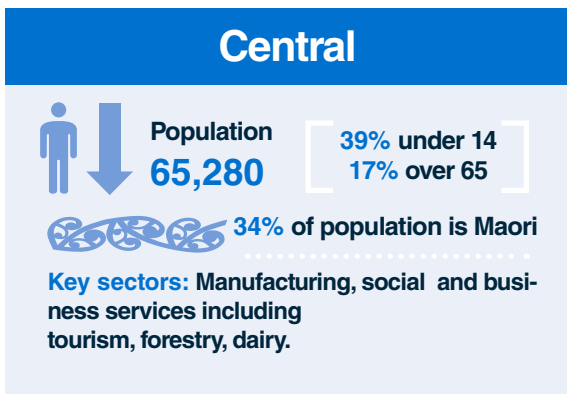 Central
Population
65,280
39% under 14
17% over 65
34% of population is Maori
Key sectors: Manufacturing, social and busi-
ness services including
tourism, forestry, dairy.